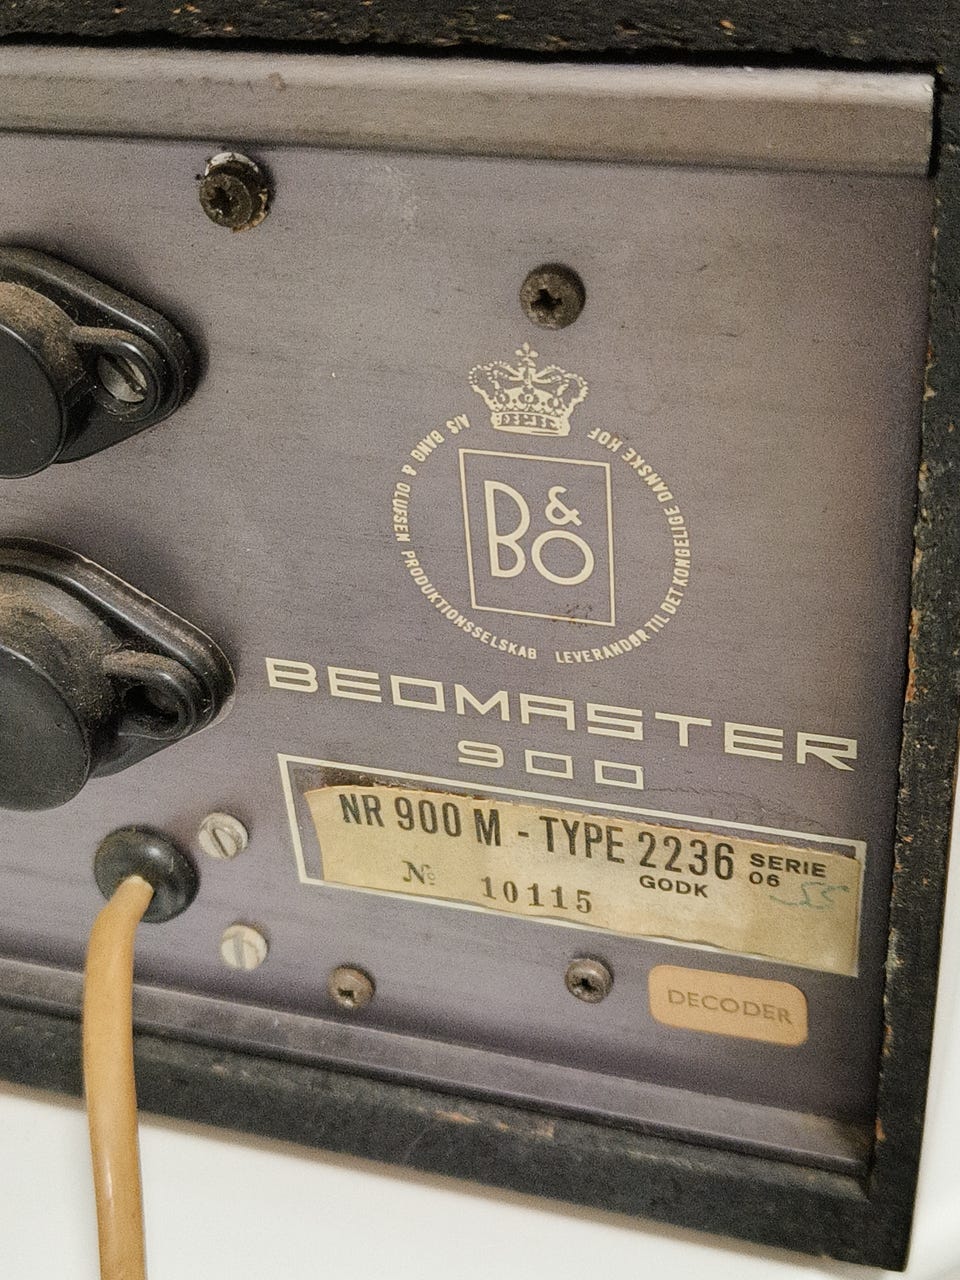 A/S BANG & OLUFSEN PRODUKTIONSSELSKAB LEVERANDØR TIL DET KONGELIGE DANSKE HOF
B&O
BEOMASTER
900
NR 900 M - TYPE 2236 SERIE 06
No 10115 GODK
DECODER